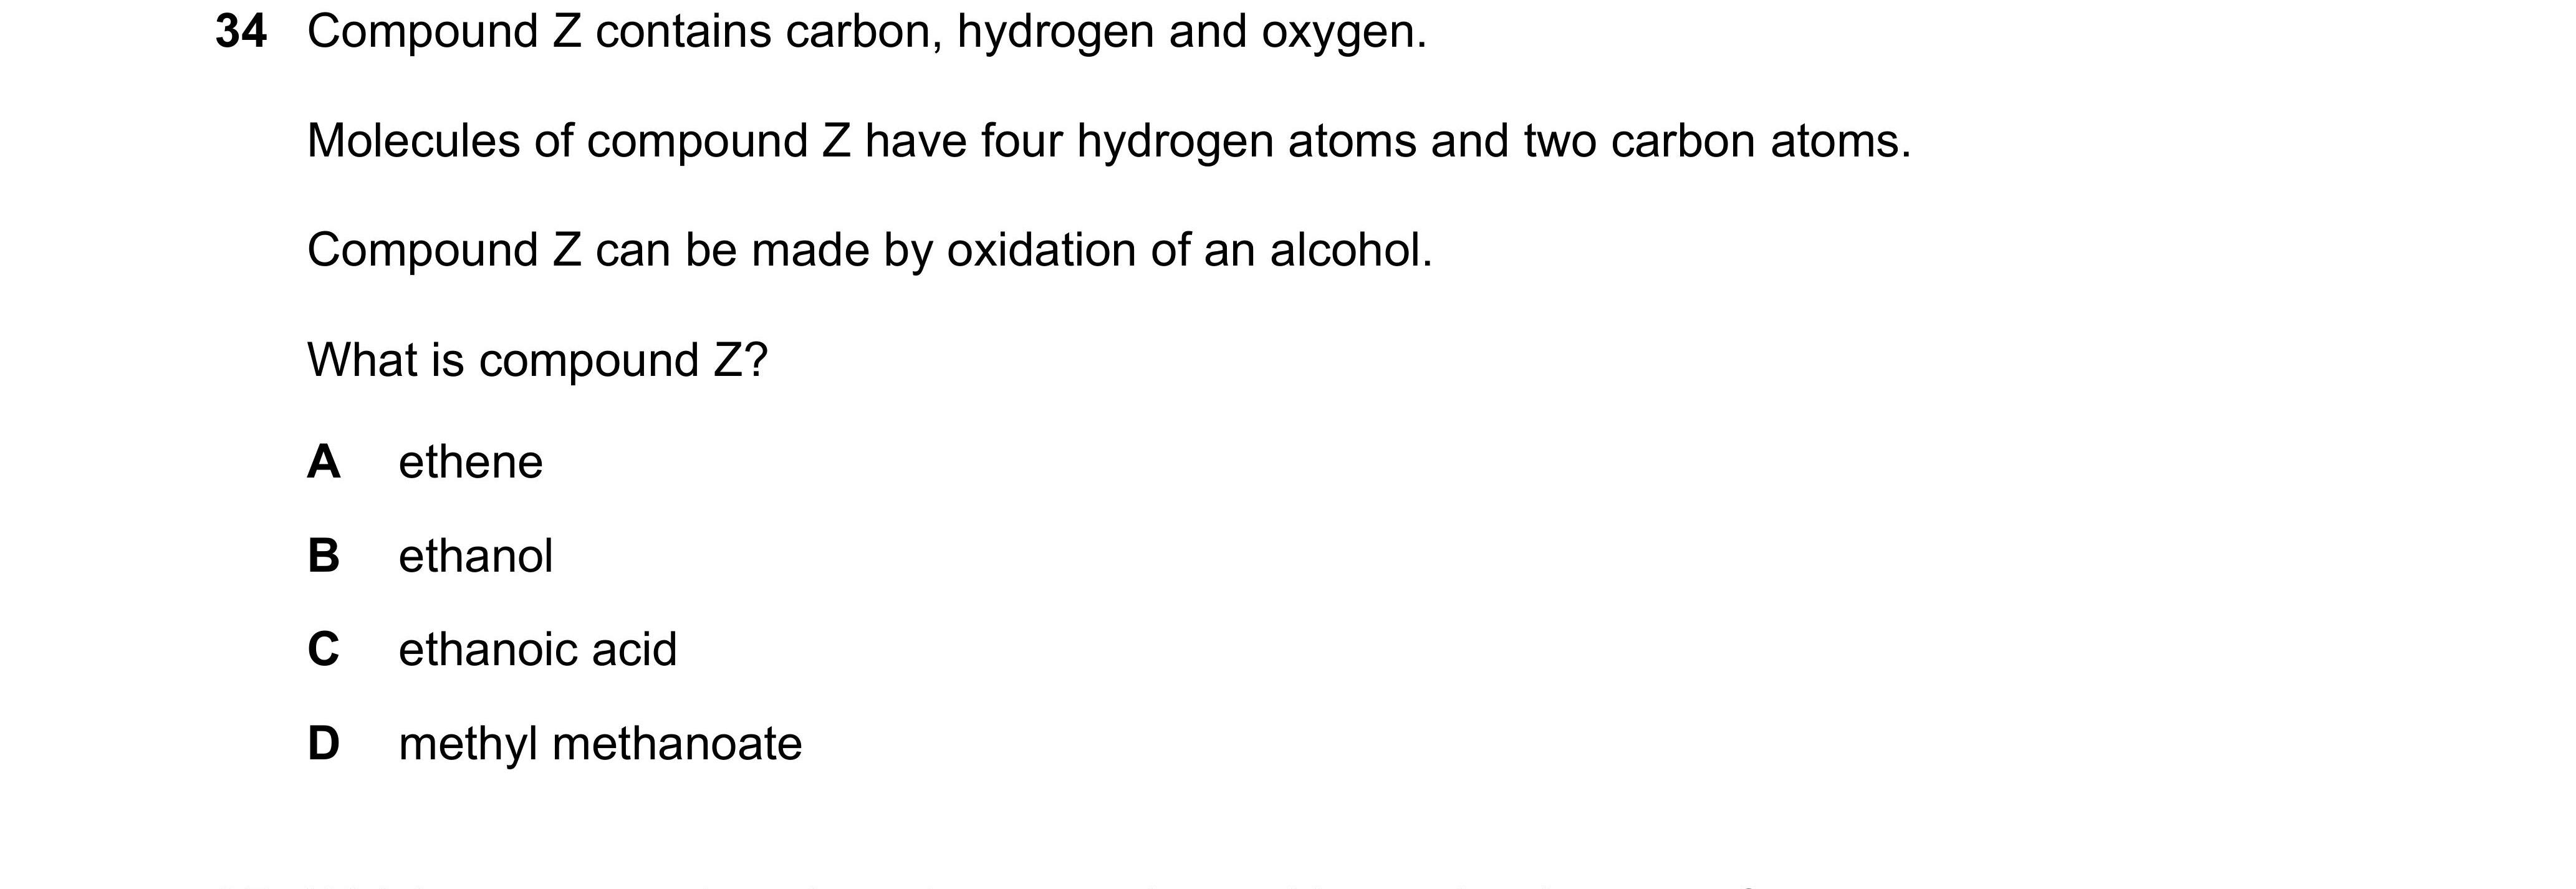 34 Compound Z contains carbon, hydrogen and oxygen.
Molecules of compound Z have four hydrogen atoms and two carbon atoms.
Compound Z can be made by oxidation of an alcohol.
What is compound Z?
A ethene
B ethanol
C ethanoic acid
D methyl methanoate